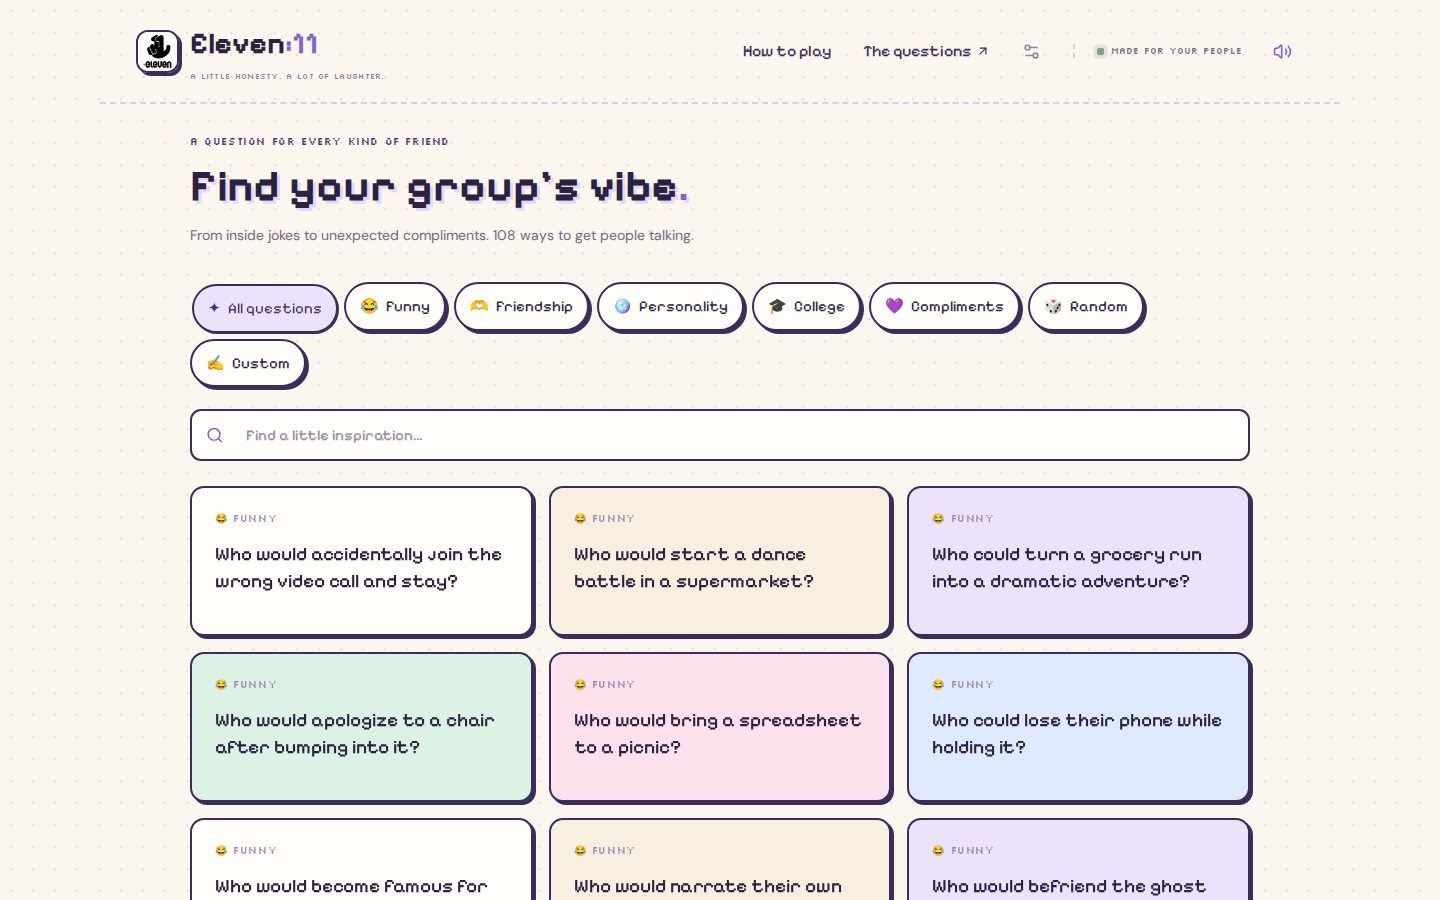 eleven
Eleven:11
A LITTLE HONESTY. A LOT OF LAUGHTER.
How to play
The questions ↗
MADE FOR YOUR PEOPLE
A QUESTION FOR EVERY KIND OF FRIEND
Find your group's vibe.
From inside jokes to unexpected compliments. 108 ways to get people talking.
✦ All questions
😂 Funny
🫶 Friendship
🪩 Personality
🎓 College
💜 Compliments
🎲 Random
✍️ Custom
Find a little inspiration...
😂 FUNNY
Who would accidentally join the
wrong video call and stay?
😂 FUNNY
Who would start a dance
battle in a supermarket?
😂 FUNNY
Who could turn a grocery run
into a dramatic adventure?
😂 FUNNY
Who would apologize to a chair
after bumping into it?
😂 FUNNY
Who would bring a spreadsheet
to a picnic?
😂 FUNNY
Who could lose their phone while
holding it?
😂 FUNNY
Who would become famous for
😂 FUNNY
Who would narrate their own
😂 FUNNY
Who would befriend the ghost